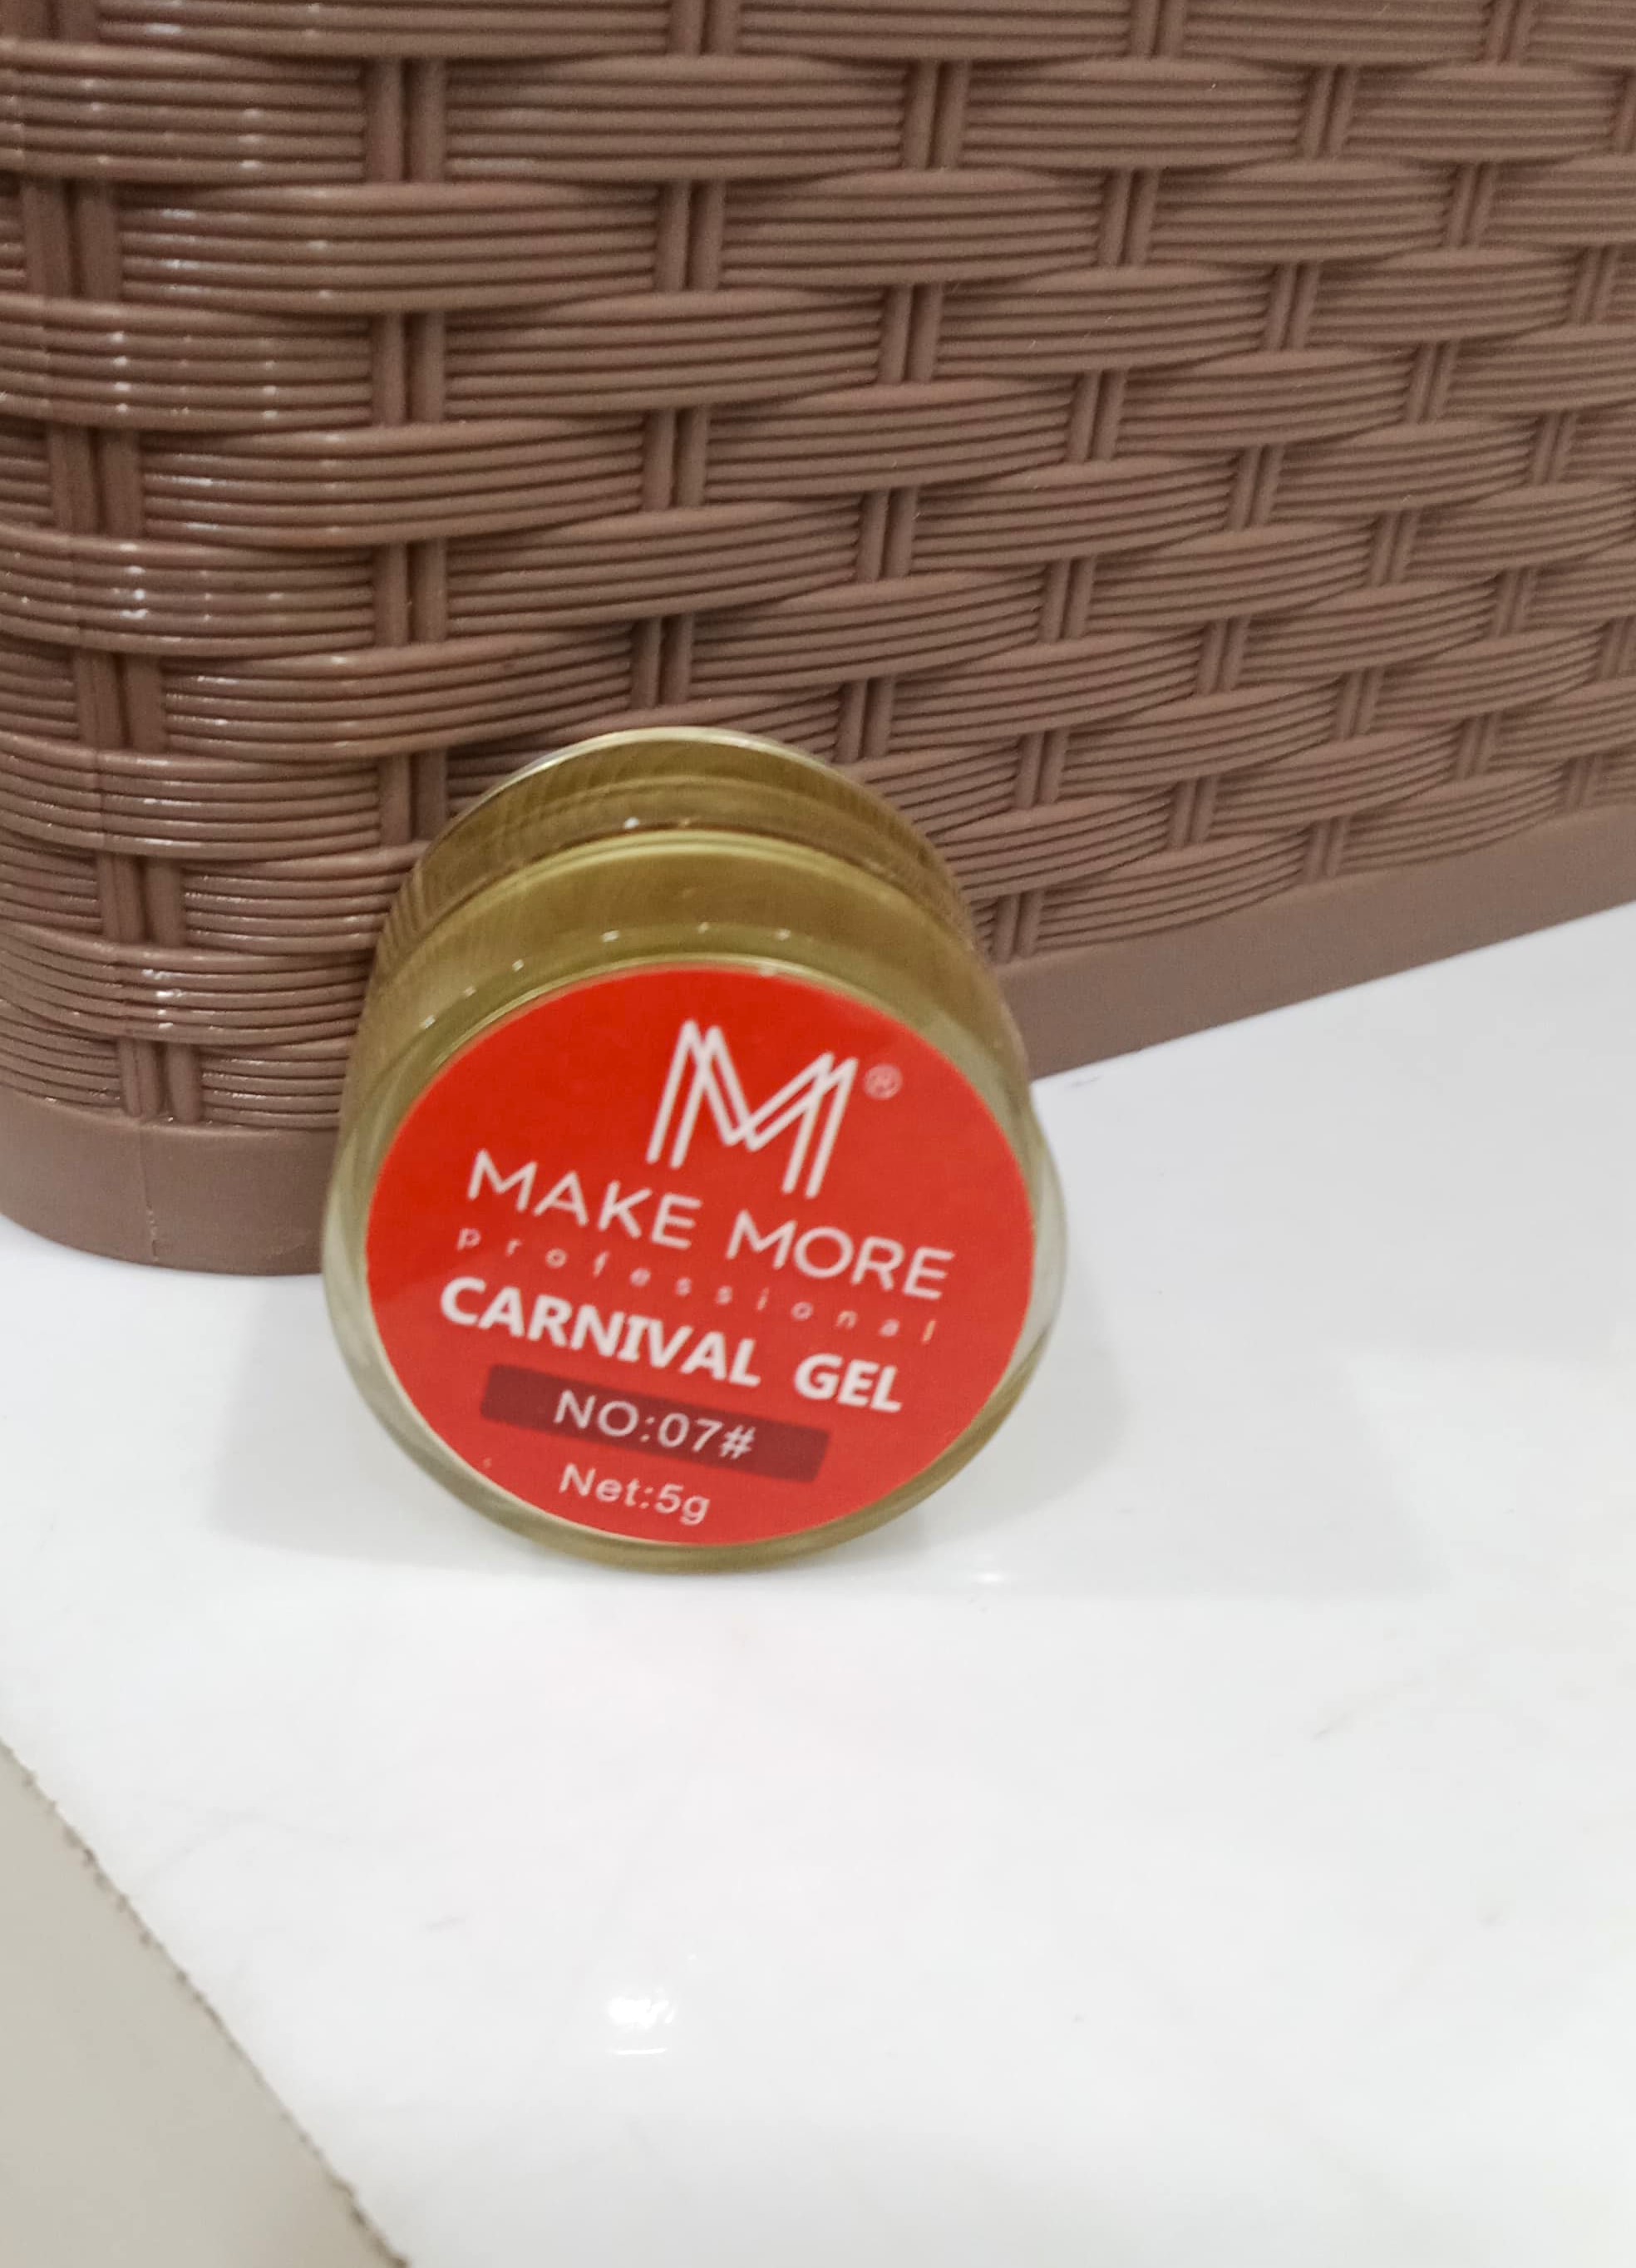 M®
MAKE MORE
professional
CARNIVAL GEL
NO:07#
Net:5g